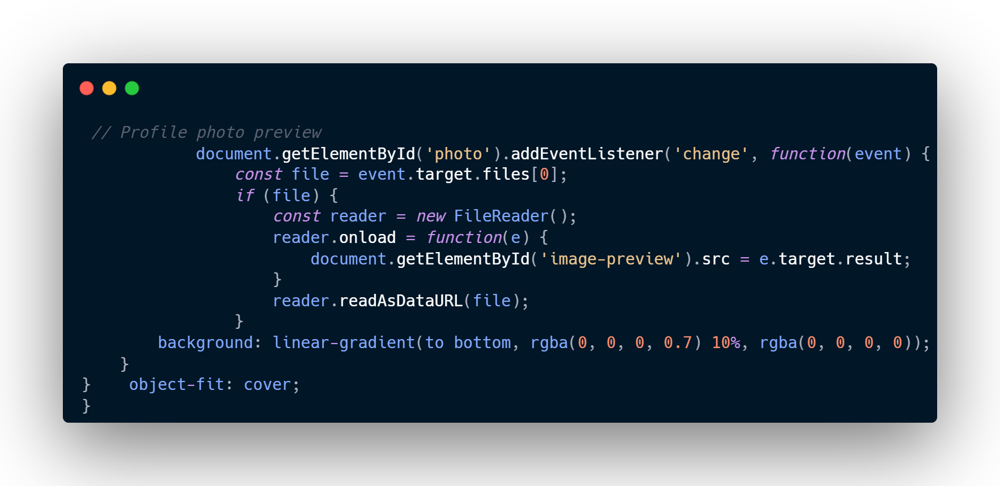 // Profile photo preview
document.getElementById('photo').addEventListener('change', function(event) {
const file = event.target.files[0];
if (file) {
const reader = new FileReader();
reader.onload = function(e) {
document.getElementById('image-preview').src = e.target.result;
}
reader.readAsDataURL(file);
}
background: linear-gradient(to bottom, rgba(0, 0, 0, 0.7) 10%, rgba(0, 0, 0, 0));
}
}    object-fit: cover;
}